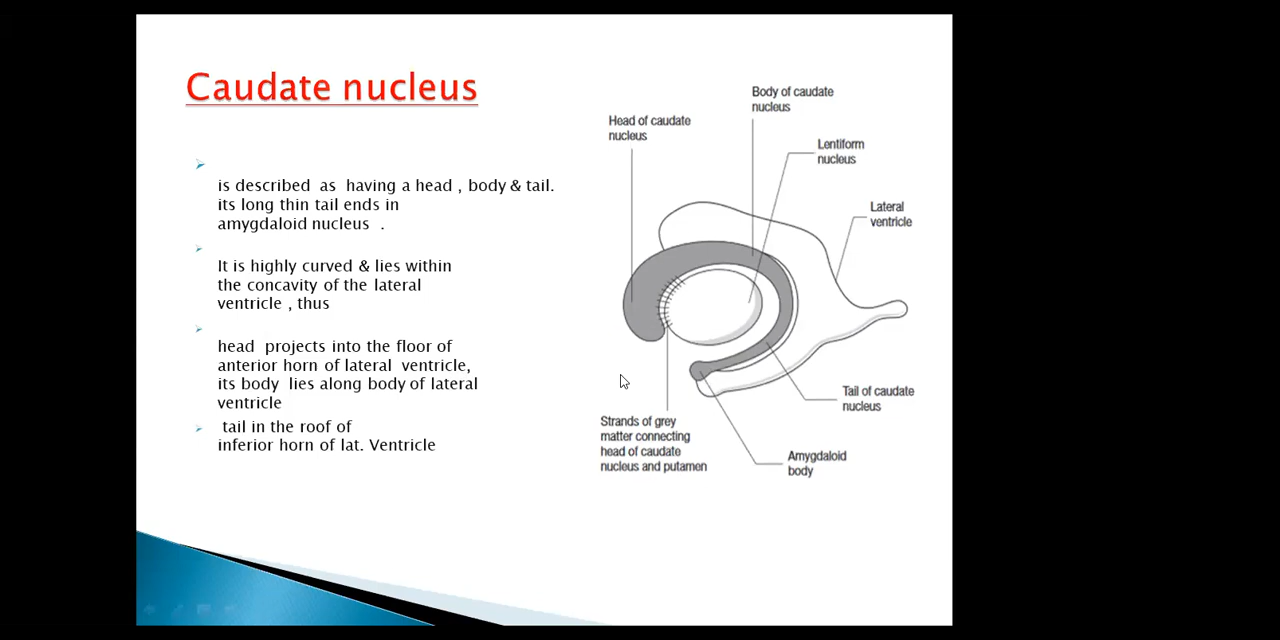 Caudate nucleus
is described as having a head , body & tail.
its long thin tail ends in
amygdaloid nucleus .
It is highly curved & lies within
the concavity of the lateral
ventricle , thus
head projects into the floor of
anterior horn of lateral ventricle,
its body lies along body of lateral
ventricle
tail in the roof of
inferior horn of lat. Ventricle
Body of caudate
nucleus
Head of caudate
nucleus
Lentiform
nucleus
Lateral
ventricle
Tail of caudate
nucleus
Strands of grey
matter connecting
head of caudate
nucleus and putamen
Amygdaloid
body